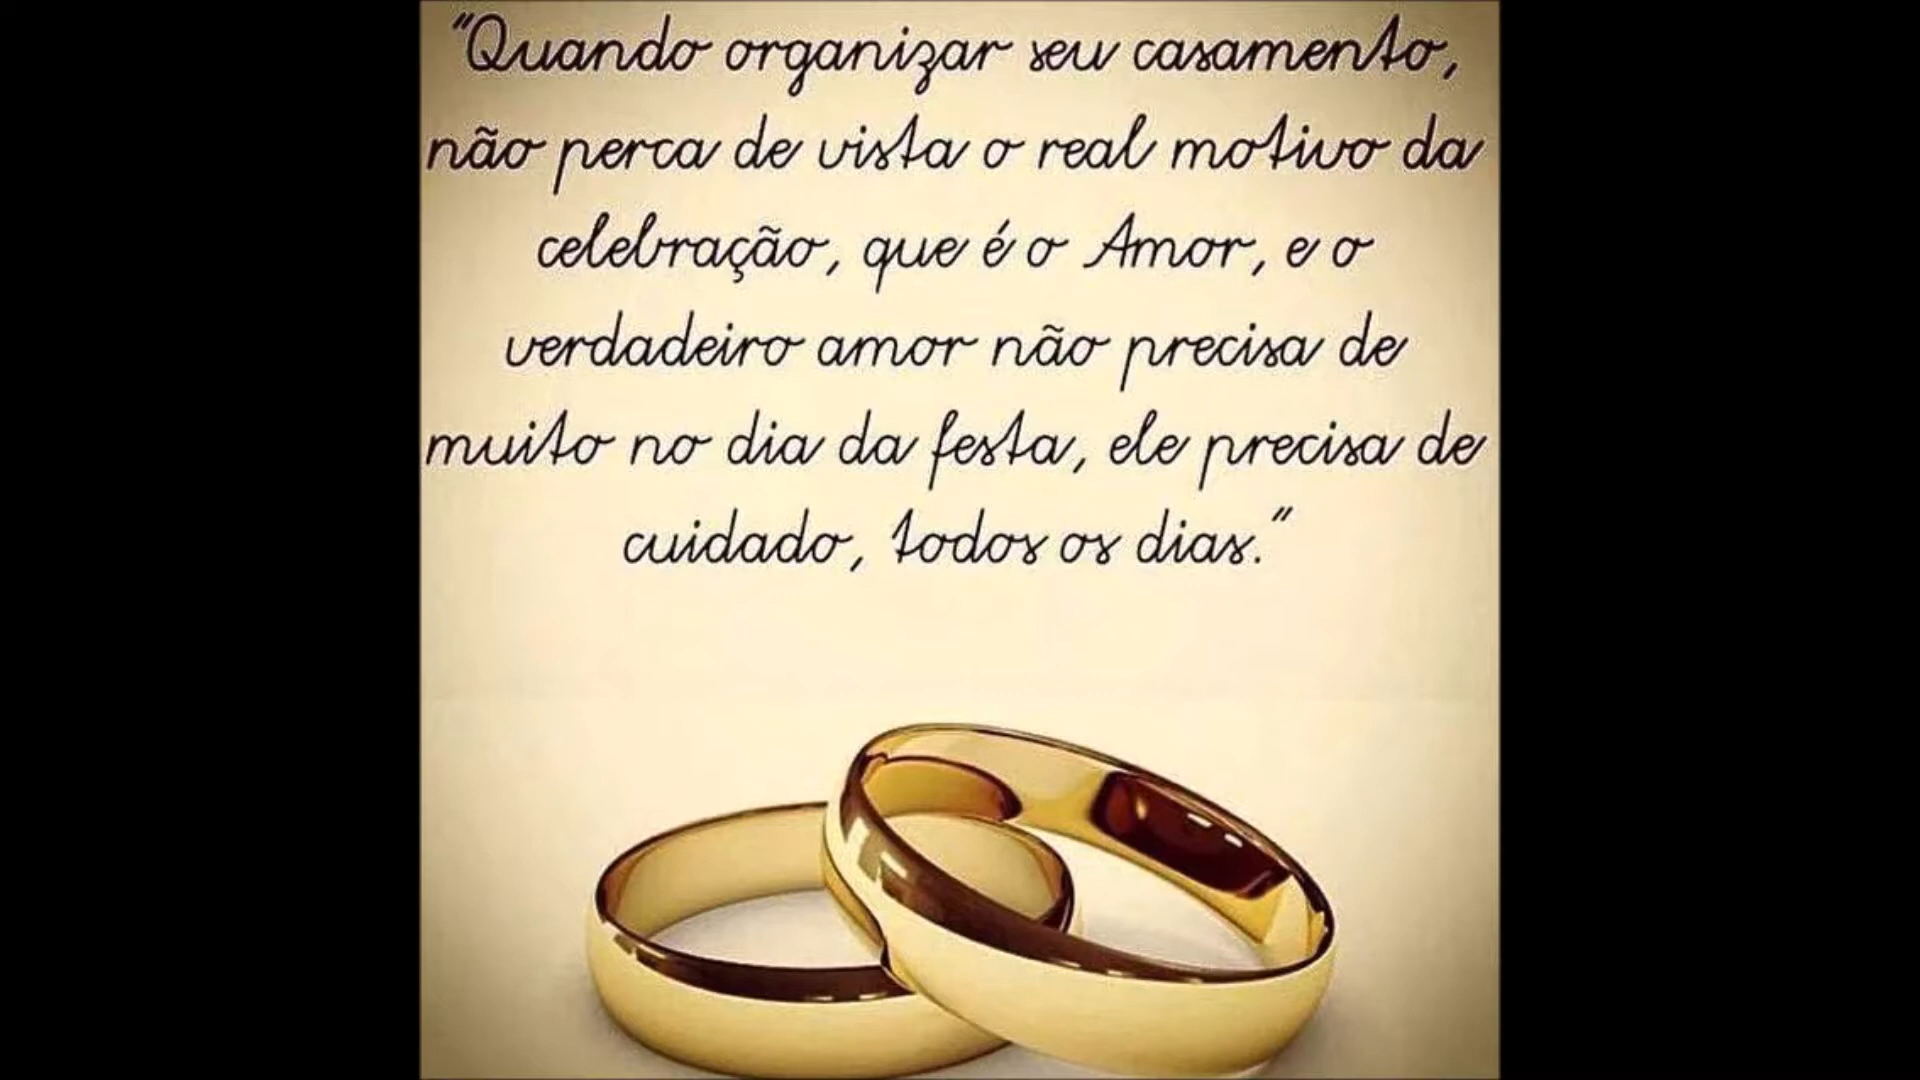 "Quando organizar seu casamento,
não perca de vista o real motivo da
celebração, que é o Amor, e o
verdadeiro amor não precisa de
muito no dia da festa, ele precisa de
cuidado, todos os dias."